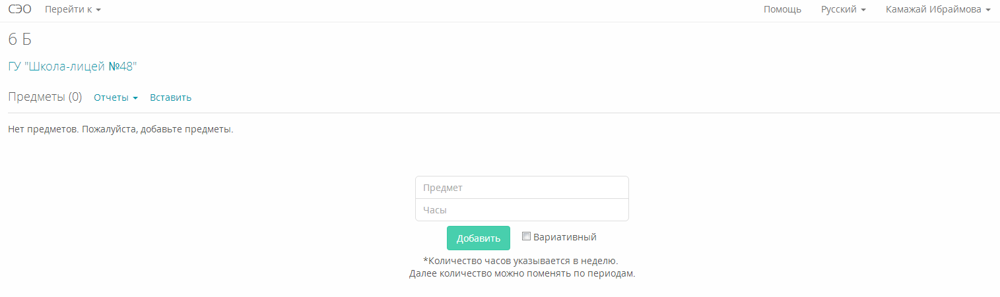 СЭО Перейти к Помощь Русский Камажай Ибраймова
6 Б
ГУ "Школа-лицей №48"
Предметы (0) Отчеты Вставить
Нет предметов. Пожалуйста, добавьте предметы.
Предмет
Часы
Добавить Вариативный
*Количество часов указывается в неделю.
Далее количество можно поменять по периодам.